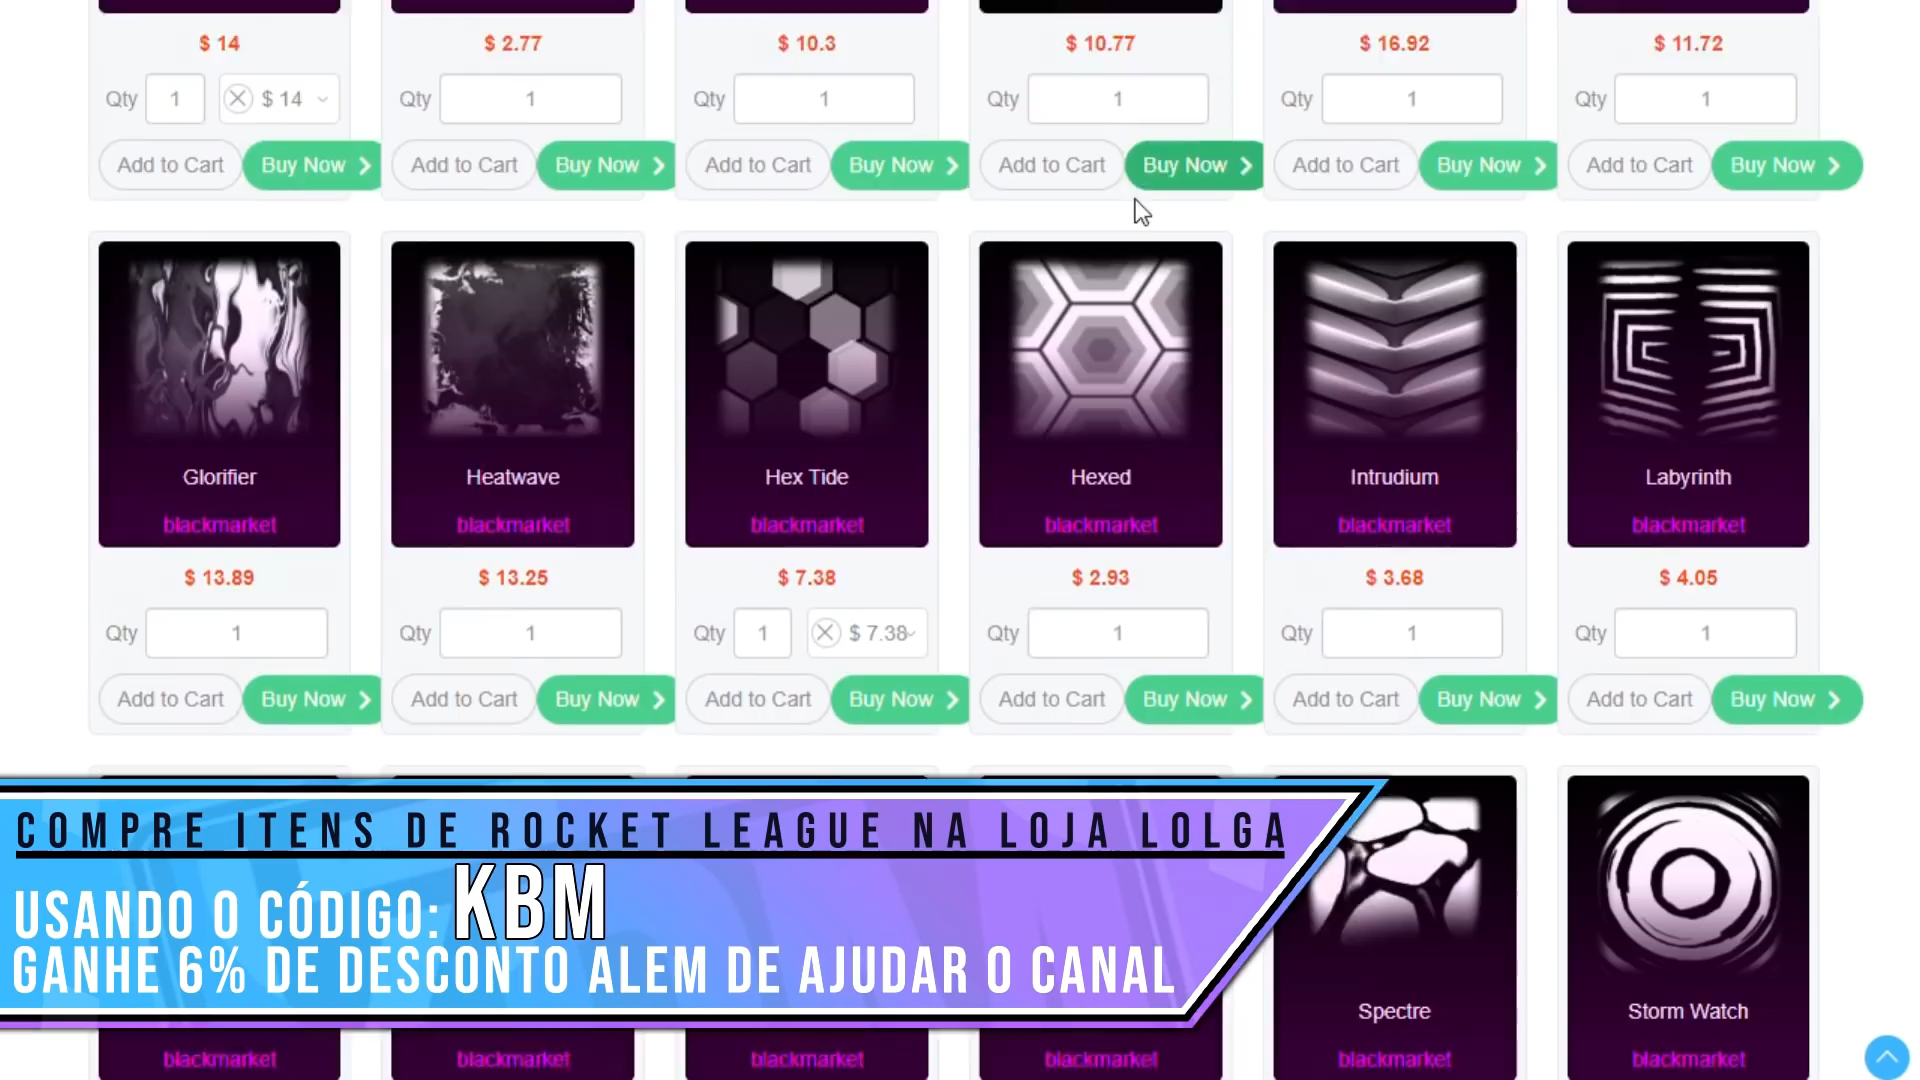 $ 14 $ 2.77 $ 10.3 $ 10.77 $ 16.92 $ 11.72
Qty 1 $ 14 Qty 1 Qty 1 Qty 1 Qty 1 Qty 1
Add to Cart Buy Now Add to Cart Buy Now Add to Cart Buy Now Add to Cart Buy Now Add to Cart Buy Now Add to Cart Buy Now
Glorifier Heatwave Hex Tide Hexed Intrudium Labyrinth
blackmarket blackmarket blackmarket blackmarket blackmarket blackmarket
$ 13.89 $ 13.25 $ 7.38 $ 2.93 $ 3.68 $ 4.05
Qty 1 Qty 1 Qty 1 $ 7.38 Qty 1 Qty 1 Qty 1
Add to Cart Buy Now Add to Cart Buy Now Add to Cart Buy Now Add to Cart Buy Now Add to Cart Buy Now Add to Cart Buy Now
COMPRE ITENS DE ROCKET LEAGUE NA LOJA LOLGA
USANDO O CÓDIGO: KBM
GANHE 6% DE DESCONTO ALEM DE AJUDAR O CANAL
Spectre Storm Watch
blackmarket blackmarket blackmarket blackmarket blackmarket blackmarket